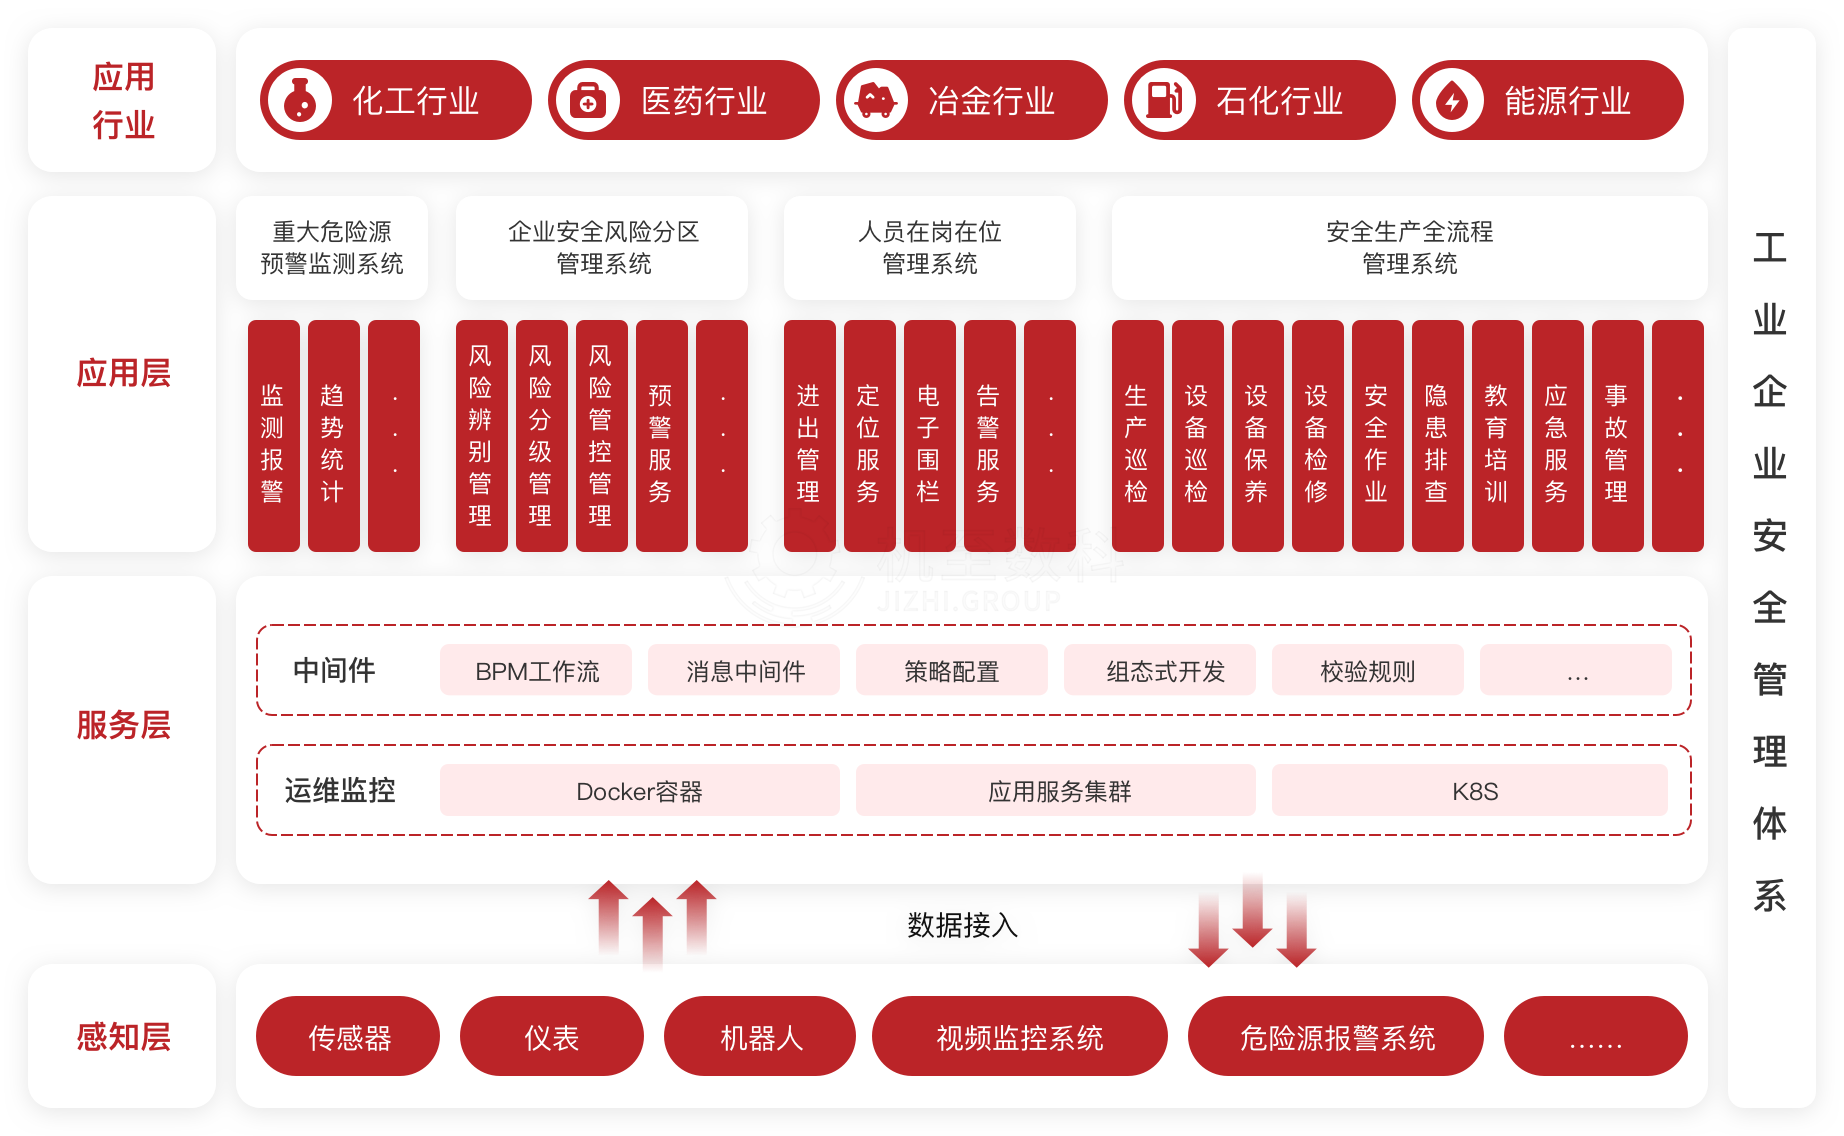 应用
行业
化工行业
医药行业
冶金行业
石化行业
能源行业
应用层
重大危险源
预警监测系统
监测报警
趋势统计
...
企业安全风险分区
管理系统
风险辨别管理
风险分级管理
风险管控管理
预警服务
...
人员在岗在位
管理系统
进出管理
定位服务
电子围栏
告警服务
...
安全生产全流程
管理系统
生产巡检
设备巡检
设备保养
设备检修
安全作业
隐患排查
教育培训
应急服务
事故管理
...
机至数科
JIZHI.GROUP
服务层
中间件
BPM工作流
消息中间件
策略配置
组态式开发
校验规则
...
运维监控
Docker容器
应用服务集群
K8S
数据接入
感知层
传感器
仪表
机器人
视频监控系统
危险源报警系统
......
工业企业安全管理体系